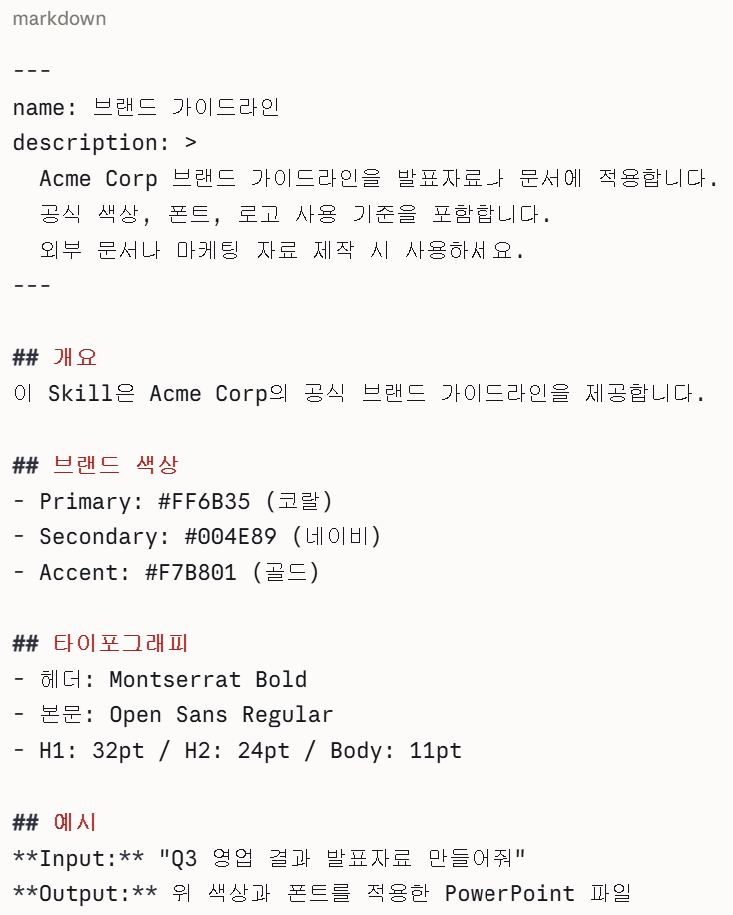 markdown
---
name: 브랜드 가이드라인
description: >
Acme Corp 브랜드 가이드라인을 발표자료나 문서에 적용합니다.
공식 색상, 폰트, 로고 사용 기준을 포함합니다.
외부 문서나 마케팅 자료 제작 시 사용하세요.
---
## 개요
이 Skill은 Acme Corp의 공식 브랜드 가이드라인을 제공합니다.
## 브랜드 색상
- Primary: #FF6B35 (코랄)
- Secondary: #004E89 (네이비)
- Accent: #F7B801 (골드)
## 타이포그래피
- 헤더: Montserrat Bold
- 본문: Open Sans Regular
- H1: 32pt / H2: 24pt / Body: 11pt
## 예시
**Input:** "Q3 영업 결과 발표자료 만들어줘"
**Output:** 위 색상과 폰트를 적용한 PowerPoint 파일